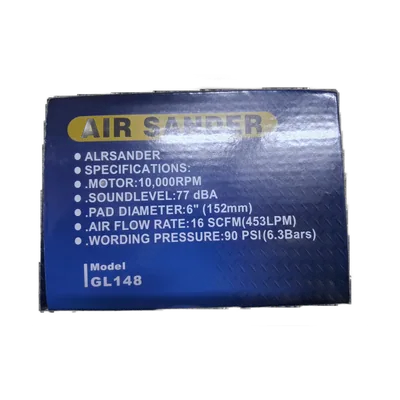 AIR SANDER
● ALRSANDER
● SPECIFICATIONS:
● .MOTOR:10,000RPM
● .SOUNDLEVEL:77 dBA
● .PAD DIAMETER:6" (152mm)
● .AIR FLOW RATE:16 SCFM(453LPM)
● .WORDING PRESSURE:90 PSI(6.3Bars)
Model
GL148